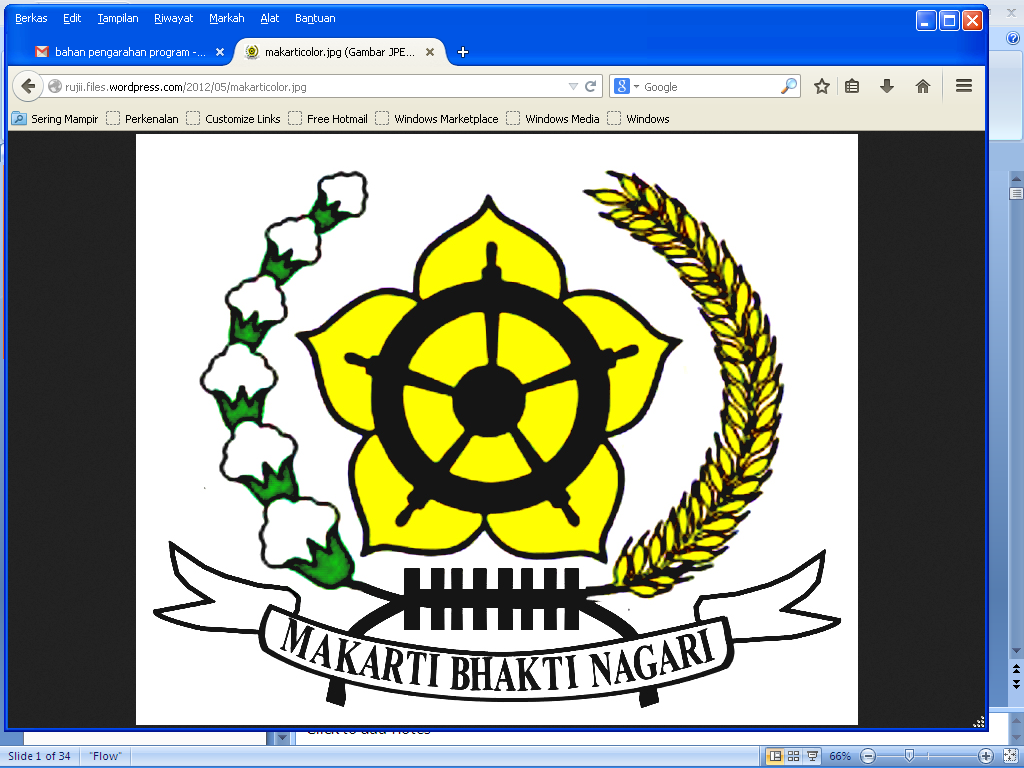 Berkas Edit Tampilan Riwayat Markah Alat Bantuan
bahan pengarahan program -... makarticolor.jpg (Gambar JPE...
rujii.files.wordpress.com/2012/05/makarticolor.jpg Google
Sering Mampir Perkenalan Customize Links Free Hotmail Windows Marketplace Windows Media Windows
MAKARTI BHAKTI NAGARI
Click to add notes
Slide 1 of 34 "Flow" 66%